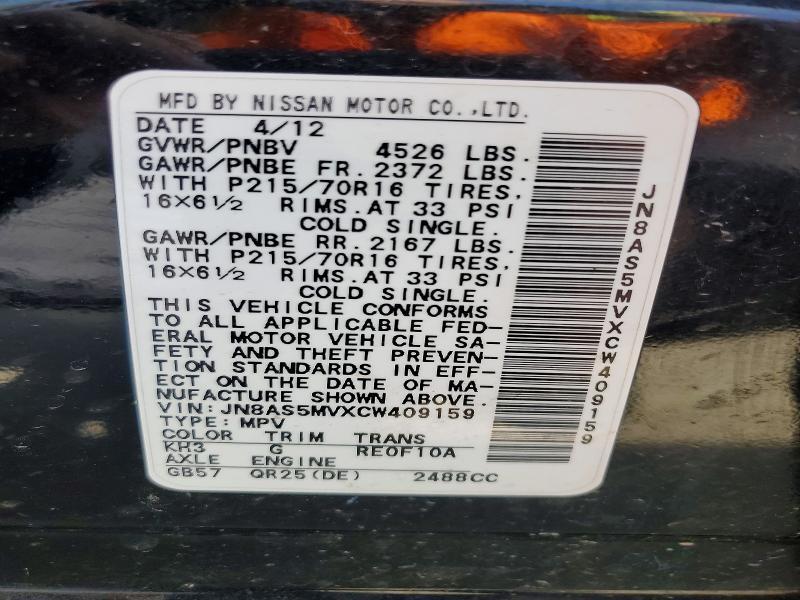 MFD BY NISSAN MOTOR CO.,LTD.
DATE 4/12
GVWR/PNBV 4526 LBS.
GAWR/PNBE FR. 2372 LBS.
WITH P215/70R16 TIRES,
16X6 1/2 RIMS. AT 33 PSI
COLD SINGLE.
GAWR/PNBE RR. 2167 LBS.
WITH P215/70R16 TIRES,
16X6 1/2 RIMS. AT 33 PSI
COLD SINGLE.
THIS VEHICLE CONFORMS
TO ALL APPLICABLE FED-
ERAL MOTOR VEHICLE SA-
FETY AND THEFT PREVEN-
TION STANDARDS IN EFF-
ECT ON THE DATE OF MA-
NUFACTURE SHOWN ABOVE.
VIN: JN8AS5MVXCW409159
TYPE: MPV
COLOR TRIM TRANS
KH3 G RE0F10A
AXLE ENGINE
GB57 QR25(DE) 2488CC
JN8AS5MVXCW409159